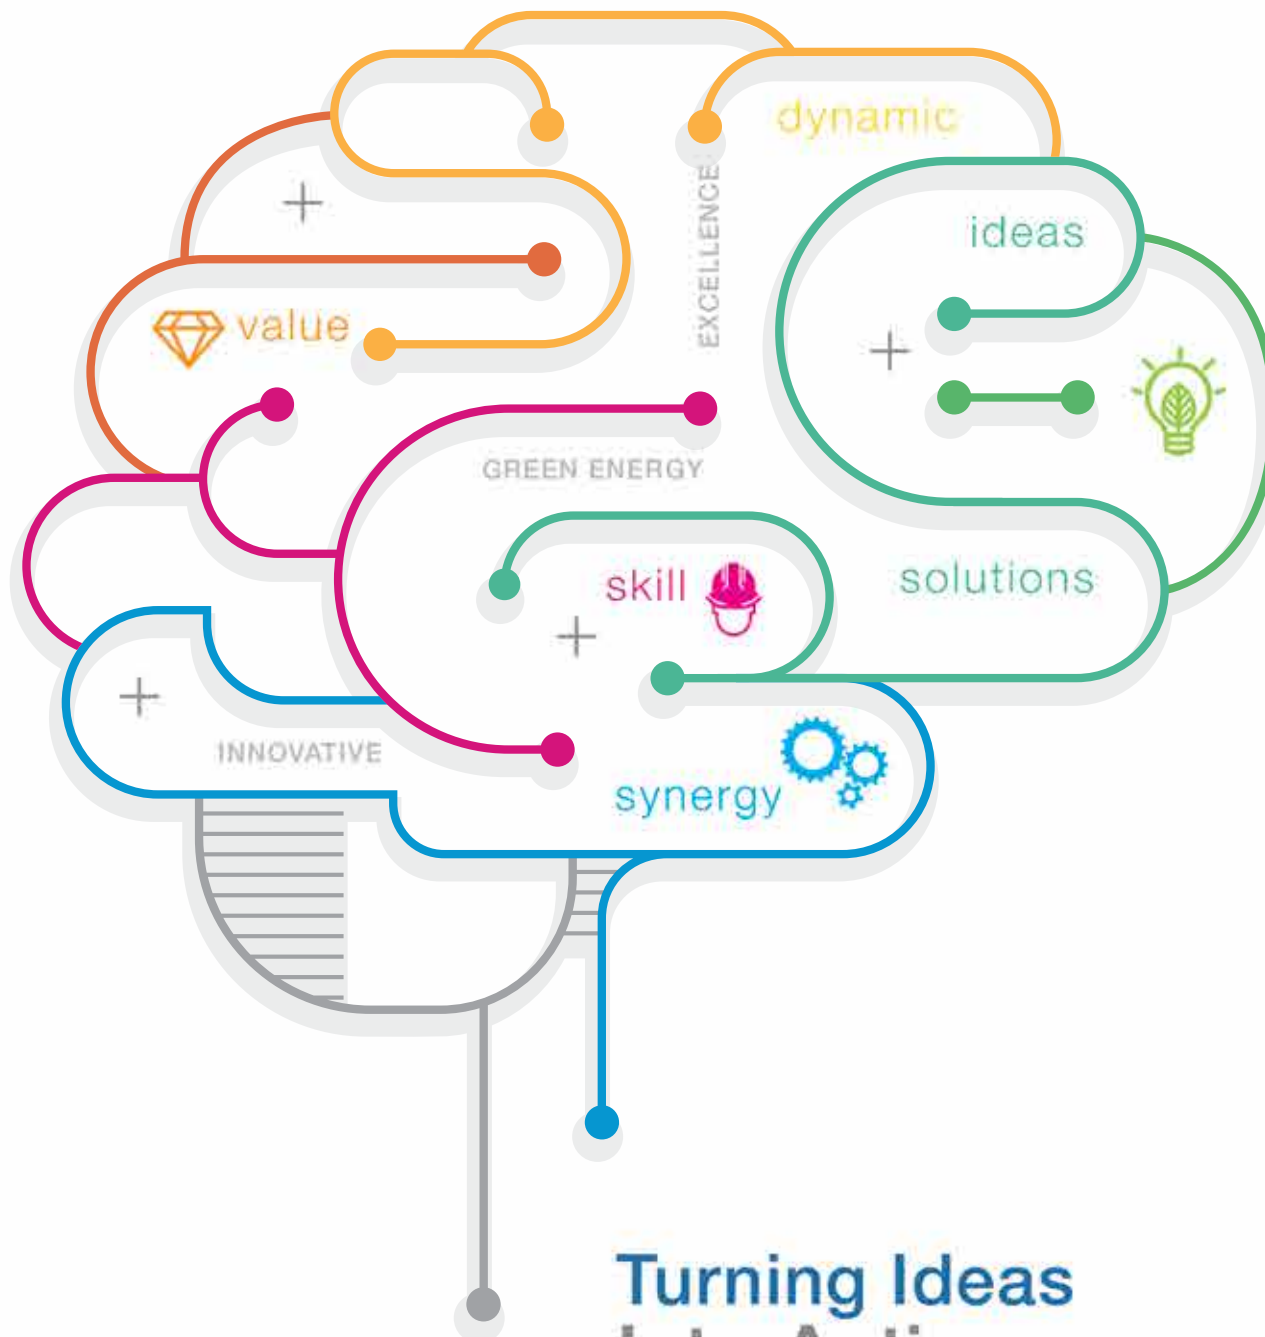 dynamic
EXCELLENCE
ideas
value
GREEN ENERGY
skill
solutions
INNOVATIVE
synergy
Turning Ideas